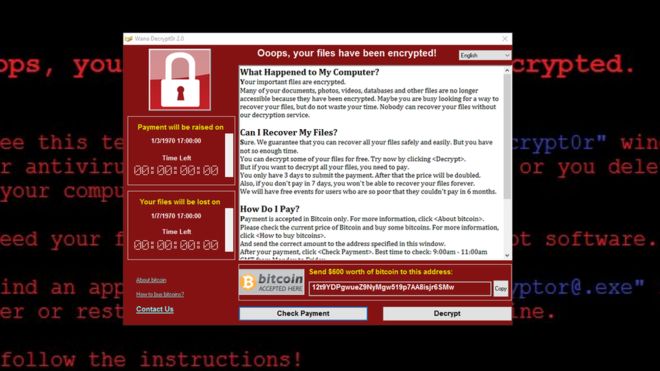 Wana Decrypt0r 2.0
Ooops, your files have been encrypted!
English
Payment will be raised on
1/3/1970 17:00:00
Time Left
00:00:00:00
Your files will be lost on
1/7/1970 17:00:00
Time Left
00:00:00:00
About bitcoin
How to buy bitcoins?
Contact Us
What Happened to My Computer?
Your important files are encrypted.
Many of your documents, photos, videos, databases and other files are no longer
accessible because they have been encrypted. Maybe you are busy looking for a way to
recover your files, but do not waste your time. Nobody can recover your files without
our decryption service.
Can I Recover My Files?
Sure. We guarantee that you can recover all your files safely and easily. But you have
not so enough time.
You can decrypt some of your files for free. Try now by clicking <Decrypt>.
But if you want to decrypt all your files, you need to pay.
You only have 3 days to submit the payment. After that the price will be doubled.
Also, if you don't pay in 7 days, you won't be able to recover your files forever.
We will have free events for users who are so poor that they couldn't pay in 6 months.
How Do I Pay?
Payment is accepted in Bitcoin only. For more information, click <About bitcoin>.
Please check the current price of Bitcoin and buy some bitcoins. For more information,
click <How to buy bitcoins>.
And send the correct amount to the address specified in this window.
After your payment, click <Check Payment>. Best time to check: 9:00am - 11:00am
GMT from Monday to Friday.
bitcoin
ACCEPTED HERE
Send $600 worth of bitcoin to this address:
12t9YDPgwueZ9NyMgw519p7AA8isjr6SMw
Copy
Check Payment
Decrypt
ops, you crypted.
ee this te crypt0r" win
r antiviru or you dele
your compu
eed your f ot software.
ind an app ryptor@.exe"
er or rest ine.
follow the instructions!